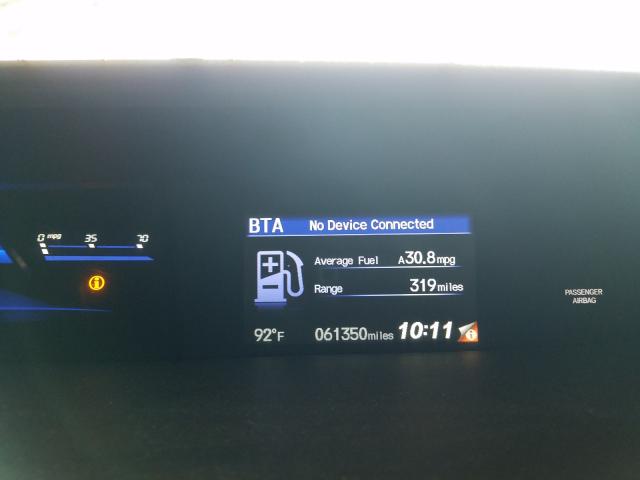 BTA No Device Connected
0 mpg 35 70
Average Fuel A30.8mpg
i
Range 319miles
PASSENGER
AIRBAG
92°F 061350miles 10:11 i